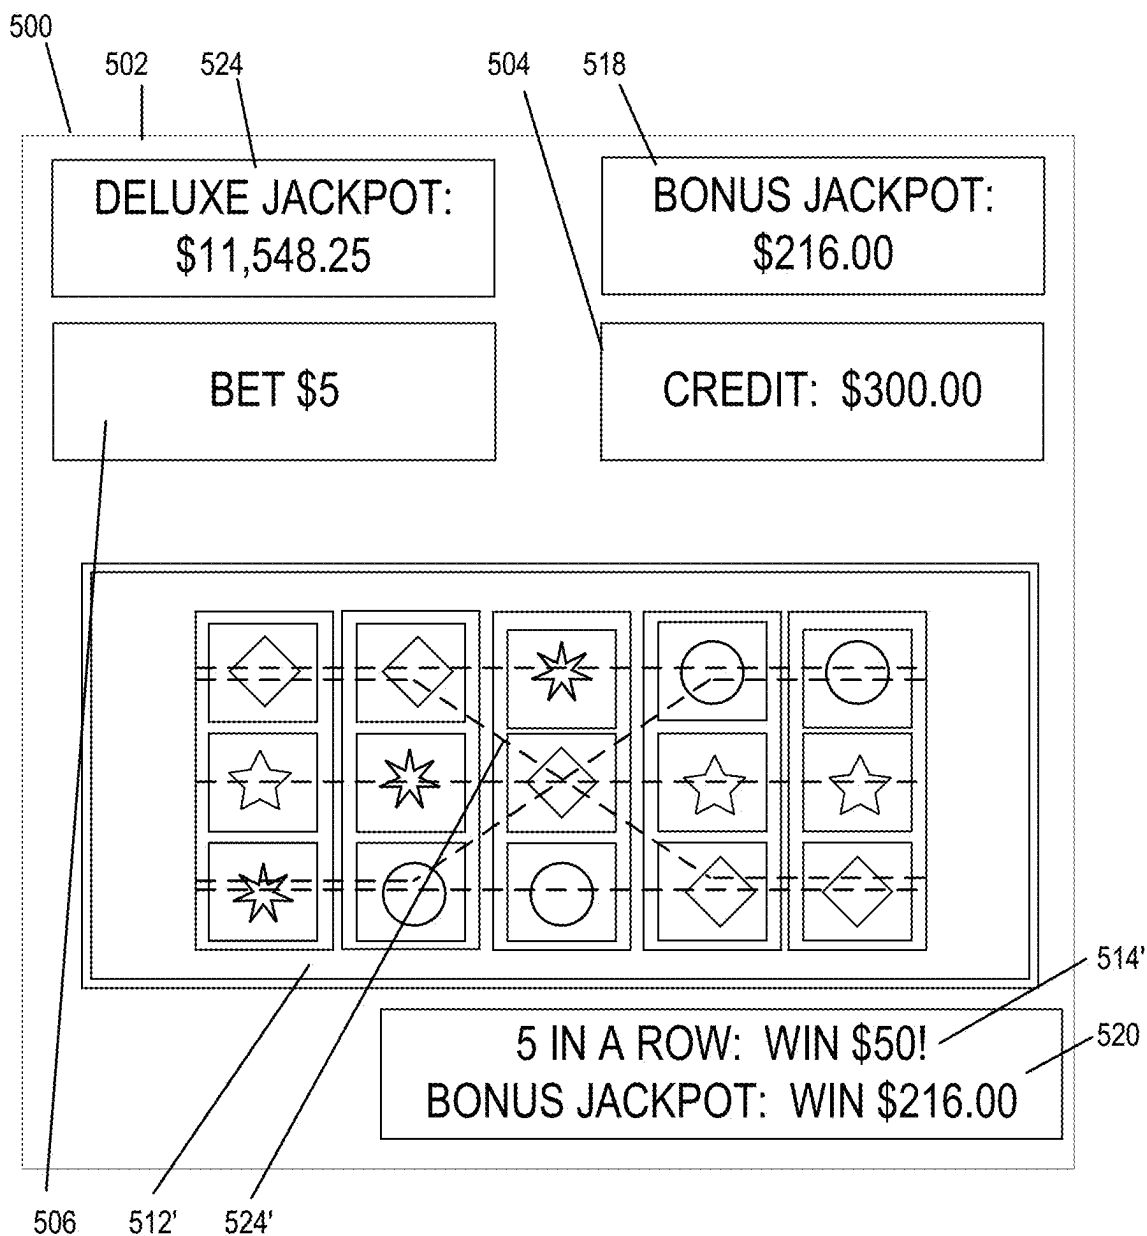 500
502 524 504 518
DELUXE JACKPOT:
$11,548.25
BONUS JACKPOT:
$216.00
BET $5
CREDIT: $300.00
514'
5 IN A ROW: WIN $50!
520
BONUS JACKPOT: WIN $216.00
506 512' 524'